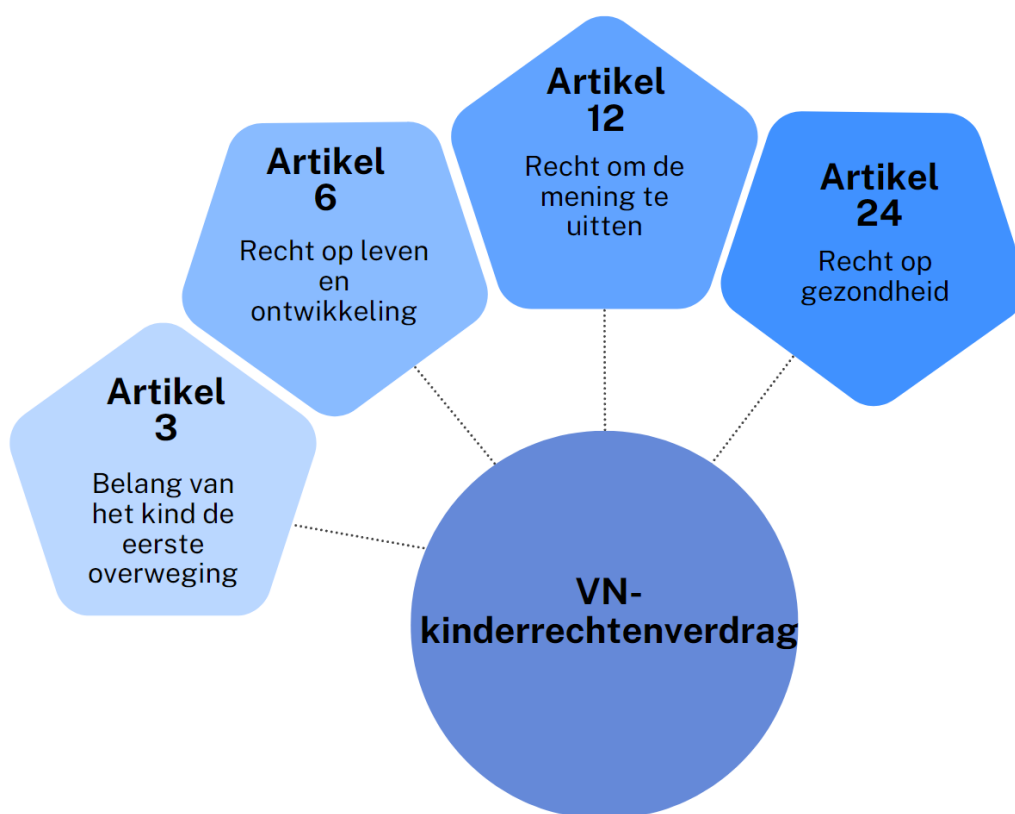 Artikel
3
Belang van
het kind de
eerste
overweging
Artikel
6
Recht op leven
en
ontwikkeling
Artikel
12
Recht om de
mening te
uitten
Artikel
24
Recht op
gezondheid
VN-
kinderrechtenverdrag